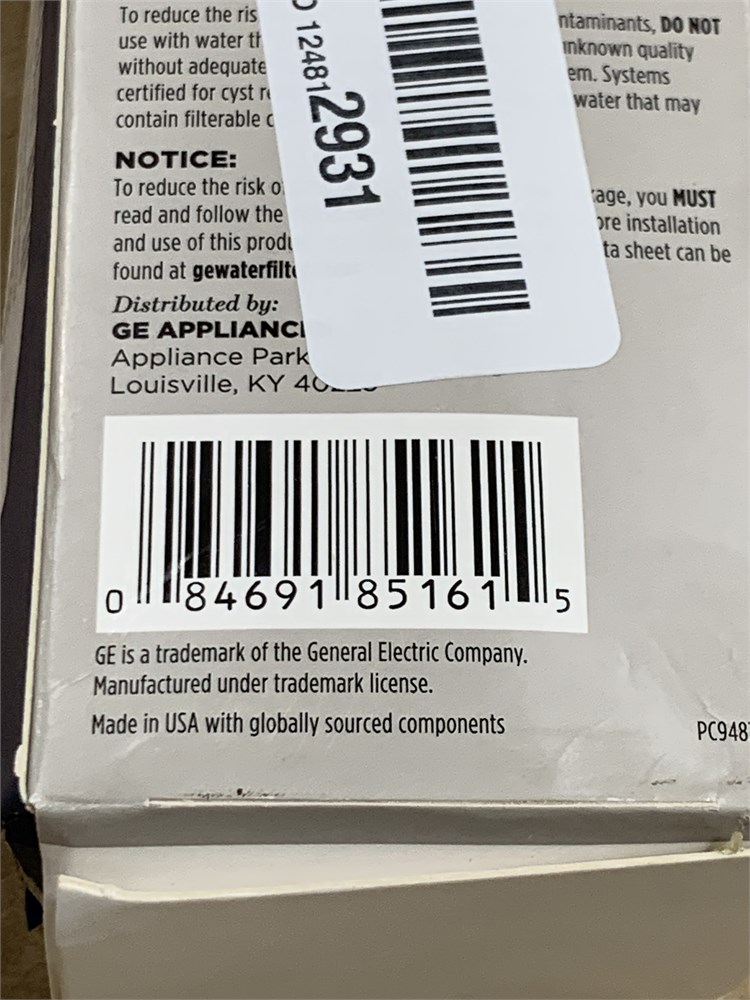 To reduce the ris
ntaminants, DO NOT
use with water th
unknown quality
without adequate
em. Systems
certified for cyst r
water that may
contain filterable c
NOTICE:
To reduce the risk o
age, you MUST
read and follow the
ore installation
and use of this produ
ta sheet can be
found at gewaterfilt
Distributed by:
GE APPLIANC
Appliance Park
Louisville, KY 40225
12481 2931
0 84691 85161 5
GE is a trademark of the General Electric Company.
Manufactured under trademark license.
Made in USA with globally sourced components
PC948